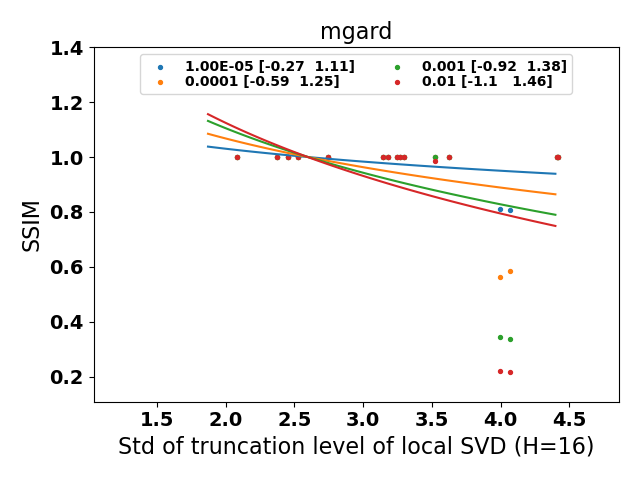 mgard
1.00E-05 [-0.27  1.11]
0.0001 [-0.59  1.25]
0.001 [-0.92  1.38]
0.01 [-1.1   1.46]
1.4
1.2
1.0
0.8
0.6
0.4
0.2
SSIM
1.5 2.0 2.5 3.0 3.5 4.0 4.5
Std of truncation level of local SVD (H=16)